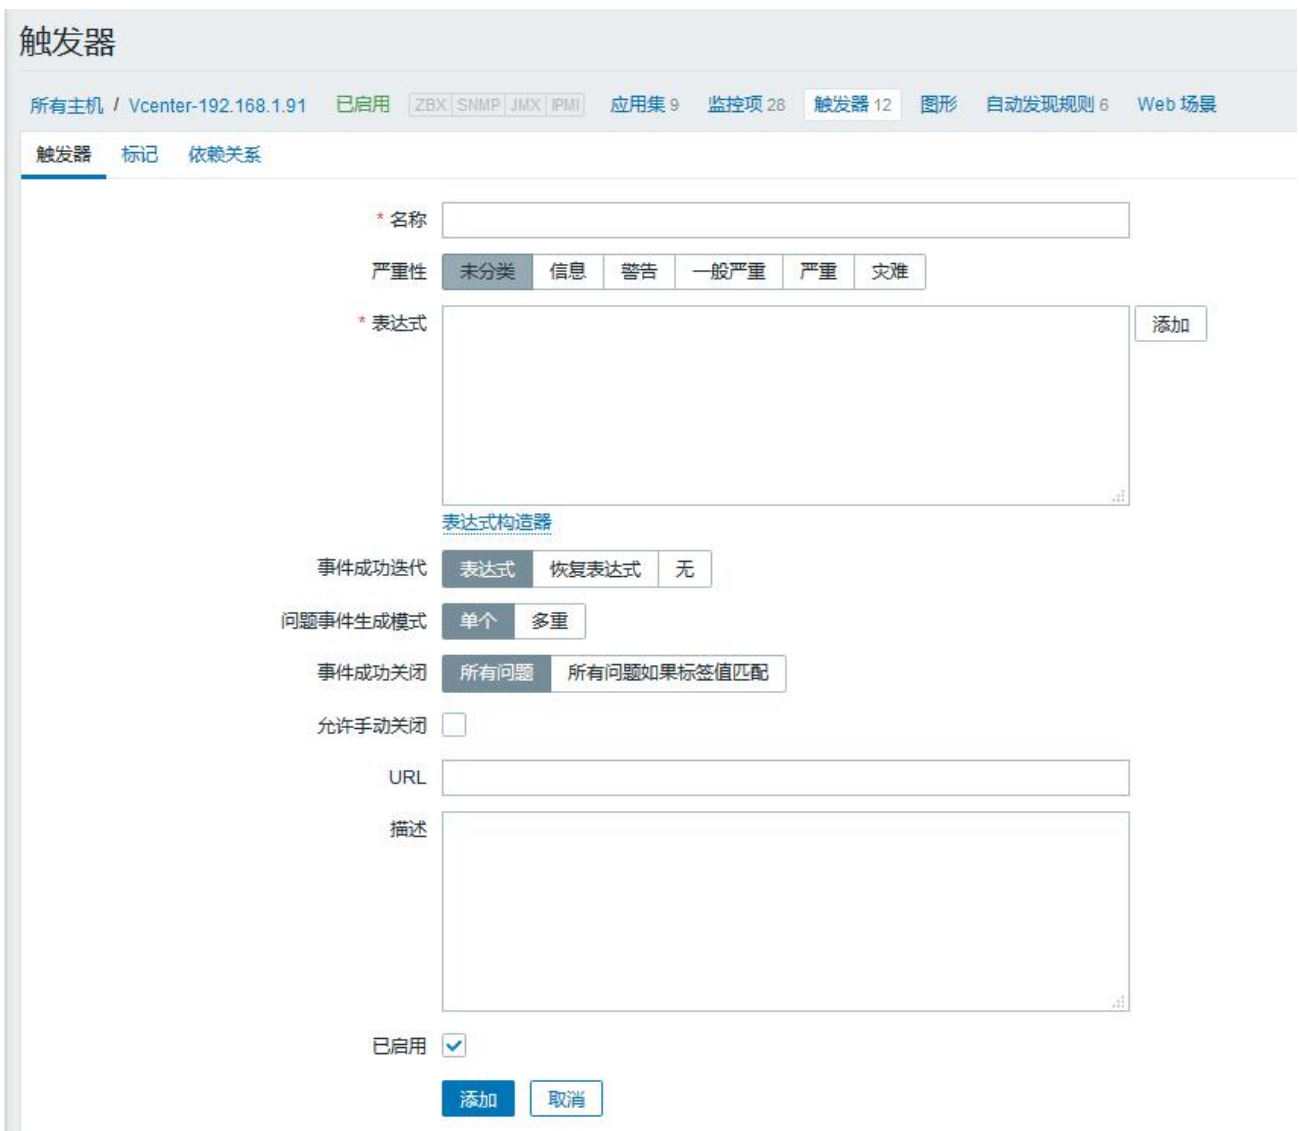 触发器
所有主机 / Vcenter-192.168.1.91 已启用 ZBX SNMP JMX IPMI 应用集 9 监控项 28 触发器 12 图形 自动发现规则 6 Web 场景
触发器 标记 依赖关系
* 名称
严重性 未分类 信息 警告 一般严重 严重 灾难
* 表达式 添加
表达式构造器
事件成功迭代 表达式 恢复表达式 无
问题事件生成模式 单个 多重
事件成功关闭 所有问题 所有问题如果标签值匹配
允许手动关闭
URL
描述
已启用
添加 取消